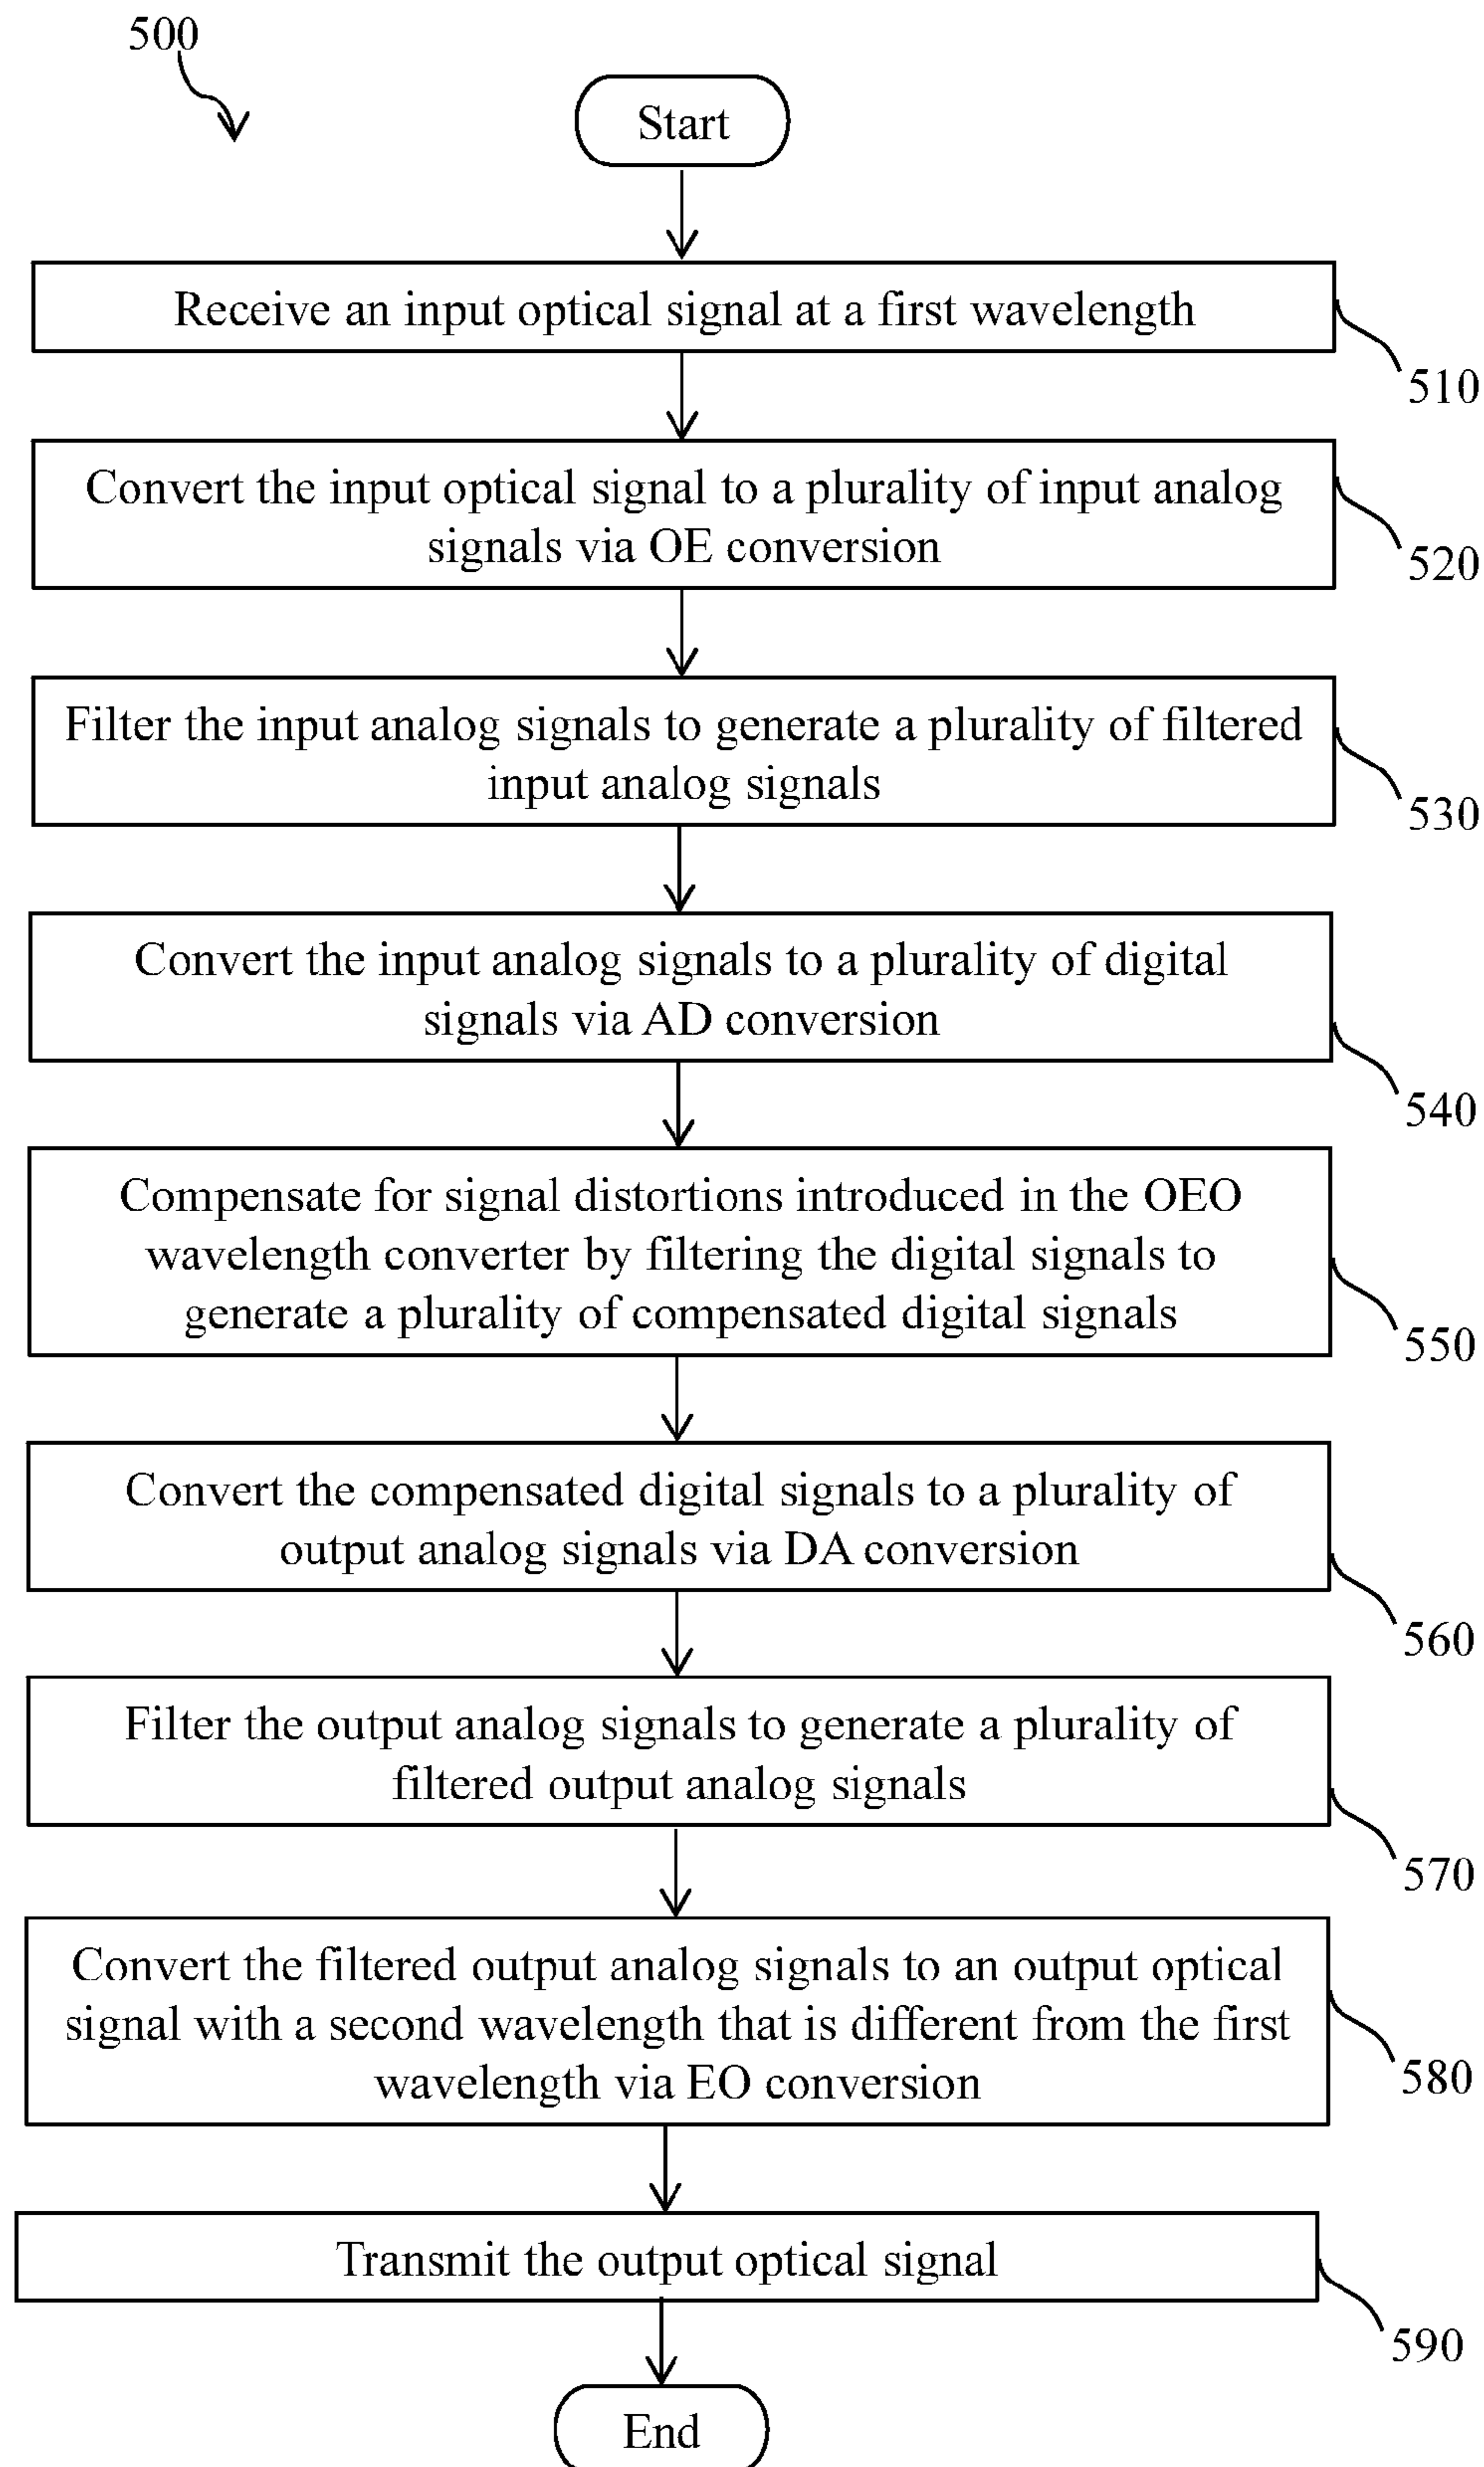 500
Start
Receive an input optical signal at a first wavelength
510
Convert the input optical signal to a plurality of input analog
signals via OE conversion
520
Filter the input analog signals to generate a plurality of filtered
input analog signals
530
Convert the input analog signals to a plurality of digital
signals via AD conversion
540
Compensate for signal distortions introduced in the OEO
wavelength converter by filtering the digital signals to
generate a plurality of compensated digital signals
550
Convert the compensated digital signals to a plurality of
output analog signals via DA conversion
560
Filter the output analog signals to generate a plurality of
filtered output analog signals
570
Convert the filtered output analog signals to an output optical
signal with a second wavelength that is different from the first
wavelength via EO conversion
580
Transmit the output optical signal
590
End